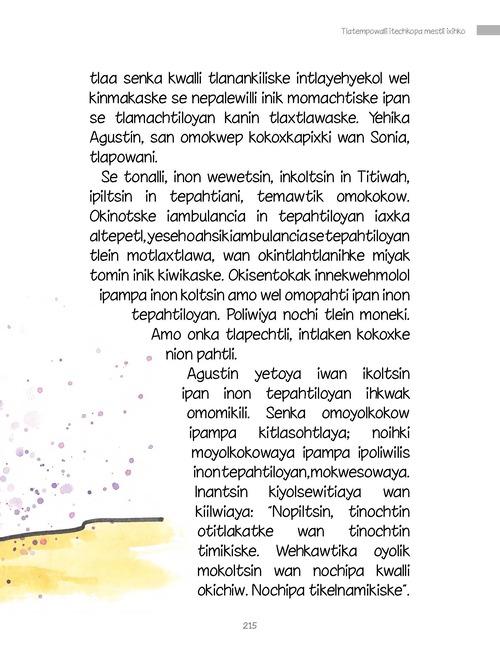 Tlatempowalli itechkopa mestli ixihko
tlaa senka kwalli tlanankiliske intlayehyekol wel
kinmakaske se nepalewilli inik momachtiske ipan
se tlamachtiloyan kanin tlaxtlawaske. Yehika
Agustín, san omokwep kokoxkapixki wan Sonia,
tlapowani.
Se tonalli, inon wewetsin, inkoltsin in Titiwah,
ipiltsin in tepahtiani, temawtik omokokow.
Okinotske iambulancia in tepahtiloyan iaxka
altepetl, yeseh oahsik iambulancia se tepahtiloyan
tlein motlaxtlawa, wan okintlahtlanihke miyak
tomin inik kiwikaske. Okisentokak innekwehmolol
ipampa inon koltsin amo wel omopahti ipan inon
tepahtiloyan. Poliwiya nochi tlein moneki.
Amo onka tlapechtli, intlaken kokoxke
nion pahtli.
Agustín yetoya iwan ikoltsin
ipan inon tepahtiloyan ihkwak
omomikili. Senka omoyolkokow
ipampa kitlasohtlaya; noihki
moyolkokowaya ipampa ipoliwilis
inon tepahtiloyan, mokwesowaya.
Inantsin kiyolsewitiaya wan
kiilwiaya: "Nopiltsin, tinochtin
otitlakatke wan tinochtin
timikiske. Wehkawtika oyolik
mokoltsin wan nochipa kwalli
okichiw. Nochipa tikelnamikiske".
215